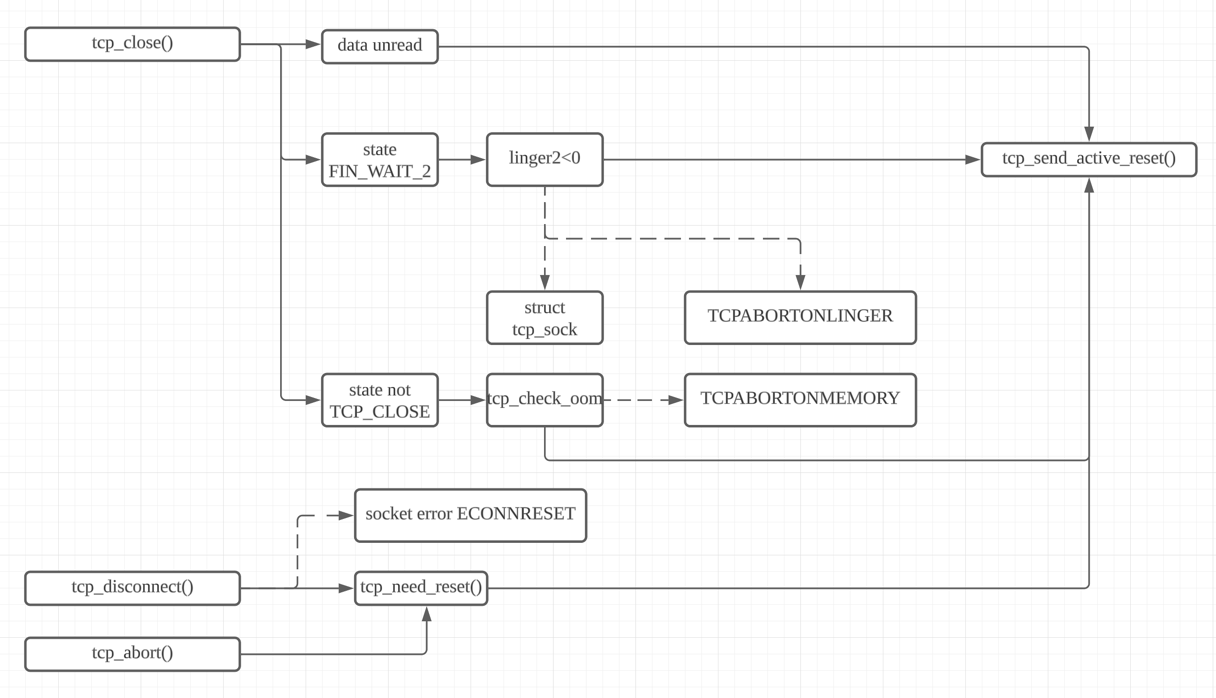 tcp_close()
data unread
state
FIN_WAIT_2
linger2<0
tcp_send_active_reset()
struct
tcp_sock
TCPABORTONLINGER
state not
TCP_CLOSE
tcp_check_oom
TCPABORTONMEMORY
socket error ECONNRESET
tcp_disconnect()
tcp_need_reset()
tcp_abort()